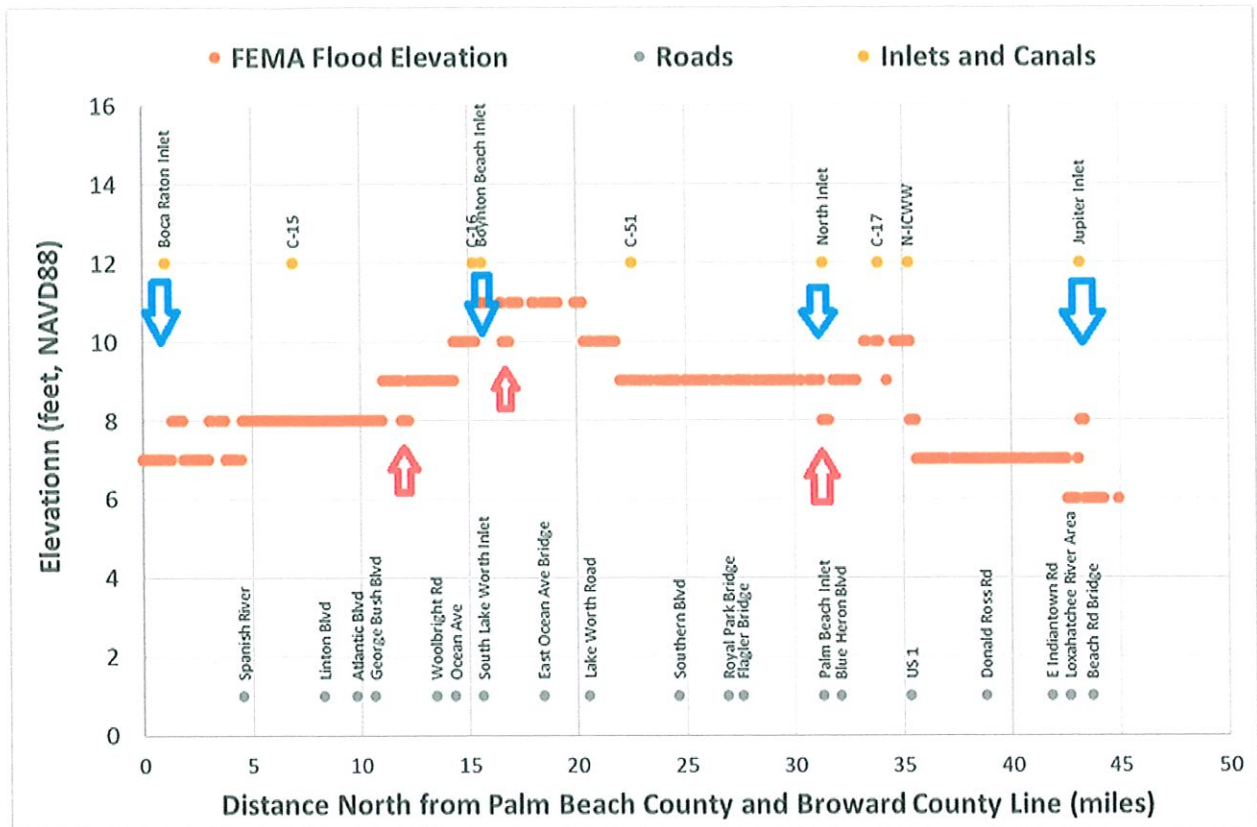 FEMA Flood Elevation
Roads
Inlets and Canals
Elevationn (feet, NAVD88)
16
14
12
10
8
6
4
2
0
Boca Raton Inlet
C-15
C-16
Boynton Beach Inlet
C-51
North Inlet
C-17
N-ICWW
Jupiter Inlet
Spanish River
Linton Blvd
Atlantic Blvd
George Bush Blvd
Woolbright Rd
Ocean Ave
South Lake Worth Inlet
East Ocean Ave Bridge
Lake Worth Road
Southern Blvd
Royal Park Bridge
Flagler Bridge
Palm Beach Inlet
Blue Heron Blvd
US 1
Donald Ross Rd
E Indiantown Rd
Loxahatchee River Area
Beach Rd Bridge
0
5
10
15
20
25
30
35
40
45
50
Distance North from Palm Beach County and Broward County Line (miles)